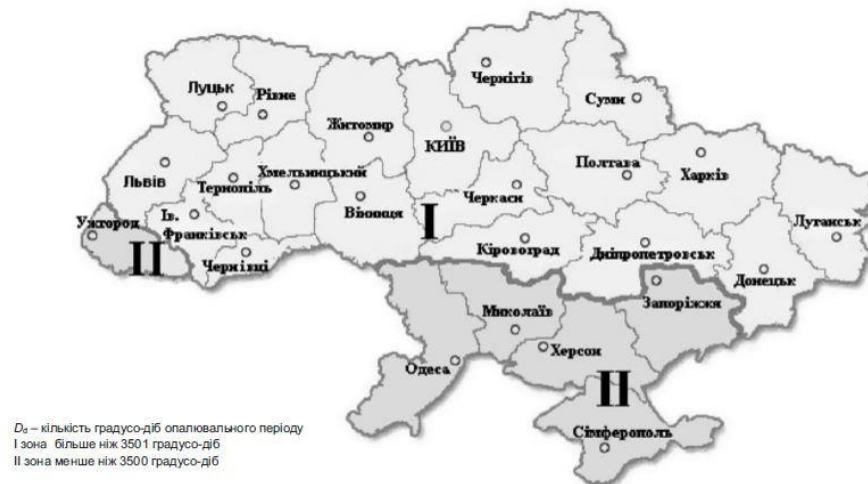 Чернігів
Луцьк
Рівне
Суми
Житомир
КИЇВ
Львів
Тернопіль
Хмельницький
Полтава
Харків
Черкаси
Вінниця
Ужгород
Ів.
Франківськ
I
Луганськ
II
Чернівці
Кіровоград
Дніпропетровськ
Донецьк
Запоріжжя
Миколаїв
Одеса
Херсон
II
Сімферополь
Dd – кількість градусо-діб опалювального періоду
I зона більше ніж 3501 градусо-діб
II зона менше ніж 3500 градусо-діб